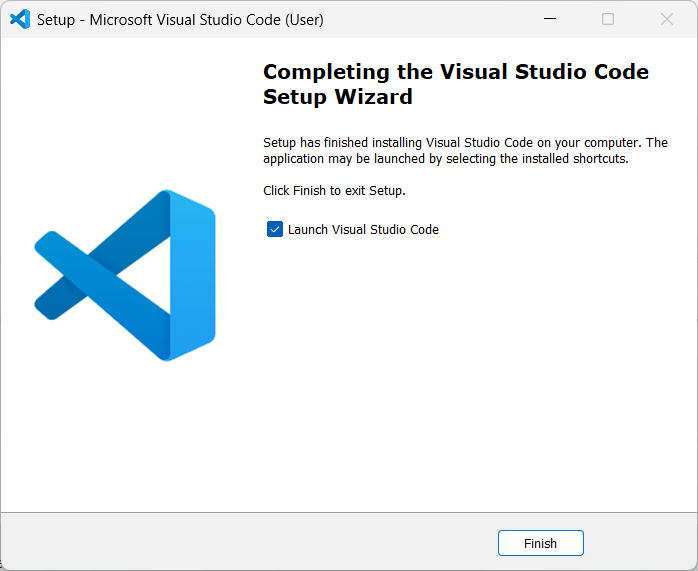 Setup - Microsoft Visual Studio Code (User)
Completing the Visual Studio Code
Setup Wizard
Setup has finished installing Visual Studio Code on your computer. The
application may be launched by selecting the installed shortcuts.
Click Finish to exit Setup.
Launch Visual Studio Code
Finish